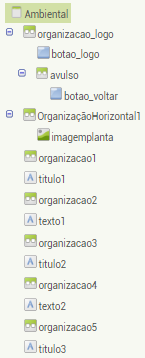 Ambiental
organizacao_logo
botao_logo
avulso
botao_voltar
OrganizaçãoHorizontal1
imagemplanta
organizacao1
A titulo1
organizacao2
A texto1
organizacao3
A titulo2
organizacao4
A texto2
organizacao5
A titulo3